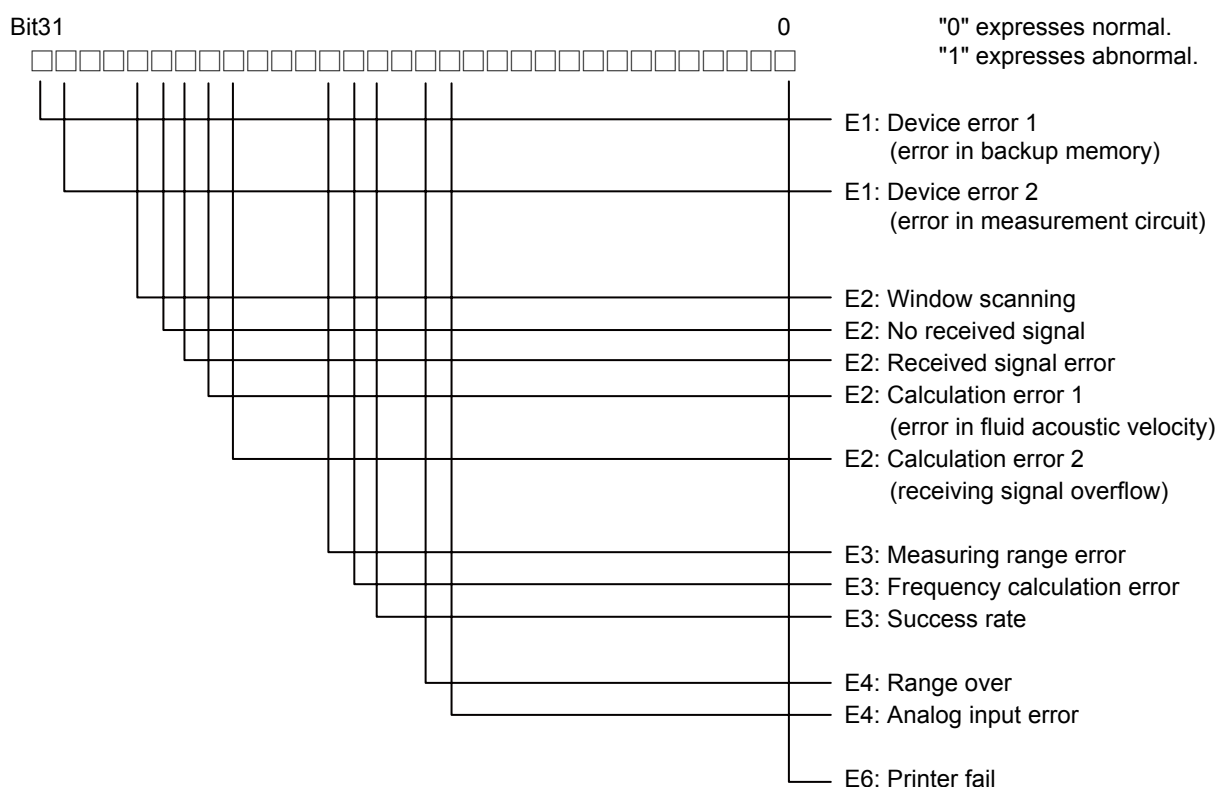 Bit31
0
"0" expresses normal.
"1" expresses abnormal.
E1: Device error 1
(error in backup memory)
E1: Device error 2
(error in measurement circuit)
E2: Window scanning
E2: No received signal
E2: Received signal error
E2: Calculation error 1
(error in fluid acoustic velocity)
E2: Calculation error 2
(receiving signal overflow)
E3: Measuring range error
E3: Frequency calculation error
E3: Success rate
E4: Range over
E4: Analog input error
E6: Printer fail